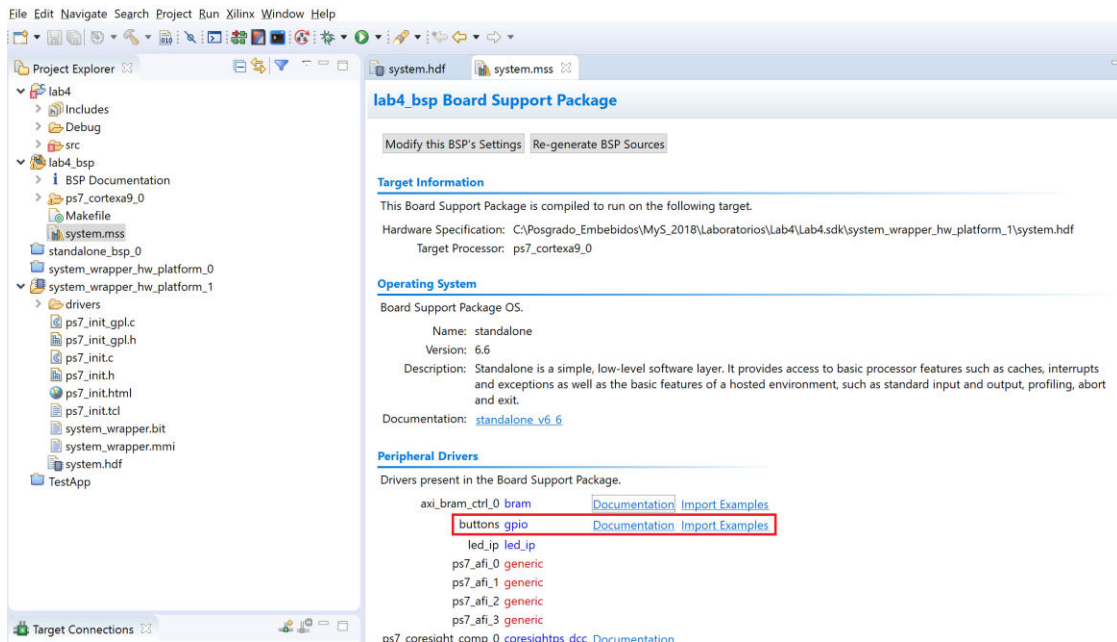 File Edit Navigate Search Project Run Xilinx Window Help
Project Explorer
lab4
Includes
Debug
src
lab4_bsp
BSP Documentation
ps7_cortexa9_0
Makefile
system.mss
standalone_bsp_0
system_wrapper_hw_platform_0
system_wrapper_hw_platform_1
drivers
ps7_init_gpl.c
ps7_init_gpl.h
ps7_init.c
ps7_init.h
ps7_init.html
ps7_init.tcl
system_wrapper.bit
system_wrapper.mmi
system.hdf
TestApp
Target Connections
system.hdf system.mss
lab4_bsp Board Support Package
Modify this BSP's Settings Re-generate BSP Sources
Target Information
This Board Support Package is compiled to run on the following target.
Hardware Specification: C:\Posgrado_Embebidos\MyS_2018\Laboratorios\Lab4\Lab4.sdk\system_wrapper_hw_platform_1\system.hdf
Target Processor: ps7_cortexa9_0
Operating System
Board Support Package OS.
Name: standalone
Version: 6.6
Description: Standalone is a simple, low-level software layer. It provides access to basic processor features such as caches, interrupts
and exceptions as well as the basic features of a hosted environment, such as standard input and output, profiling, abort
and exit.
Documentation: standalone_v6_6
Peripheral Drivers
Drivers present in the Board Support Package.
axi_bram_ctrl_0 bram Documentation Import Examples
buttons gpio Documentation Import Examples
led_ip led_ip
ps7_afi_0 generic
ps7_afi_1 generic
ps7_afi_2 generic
ps7_afi_3 generic
ps7_coresight_comp_0 coresightps_dcc Documentation